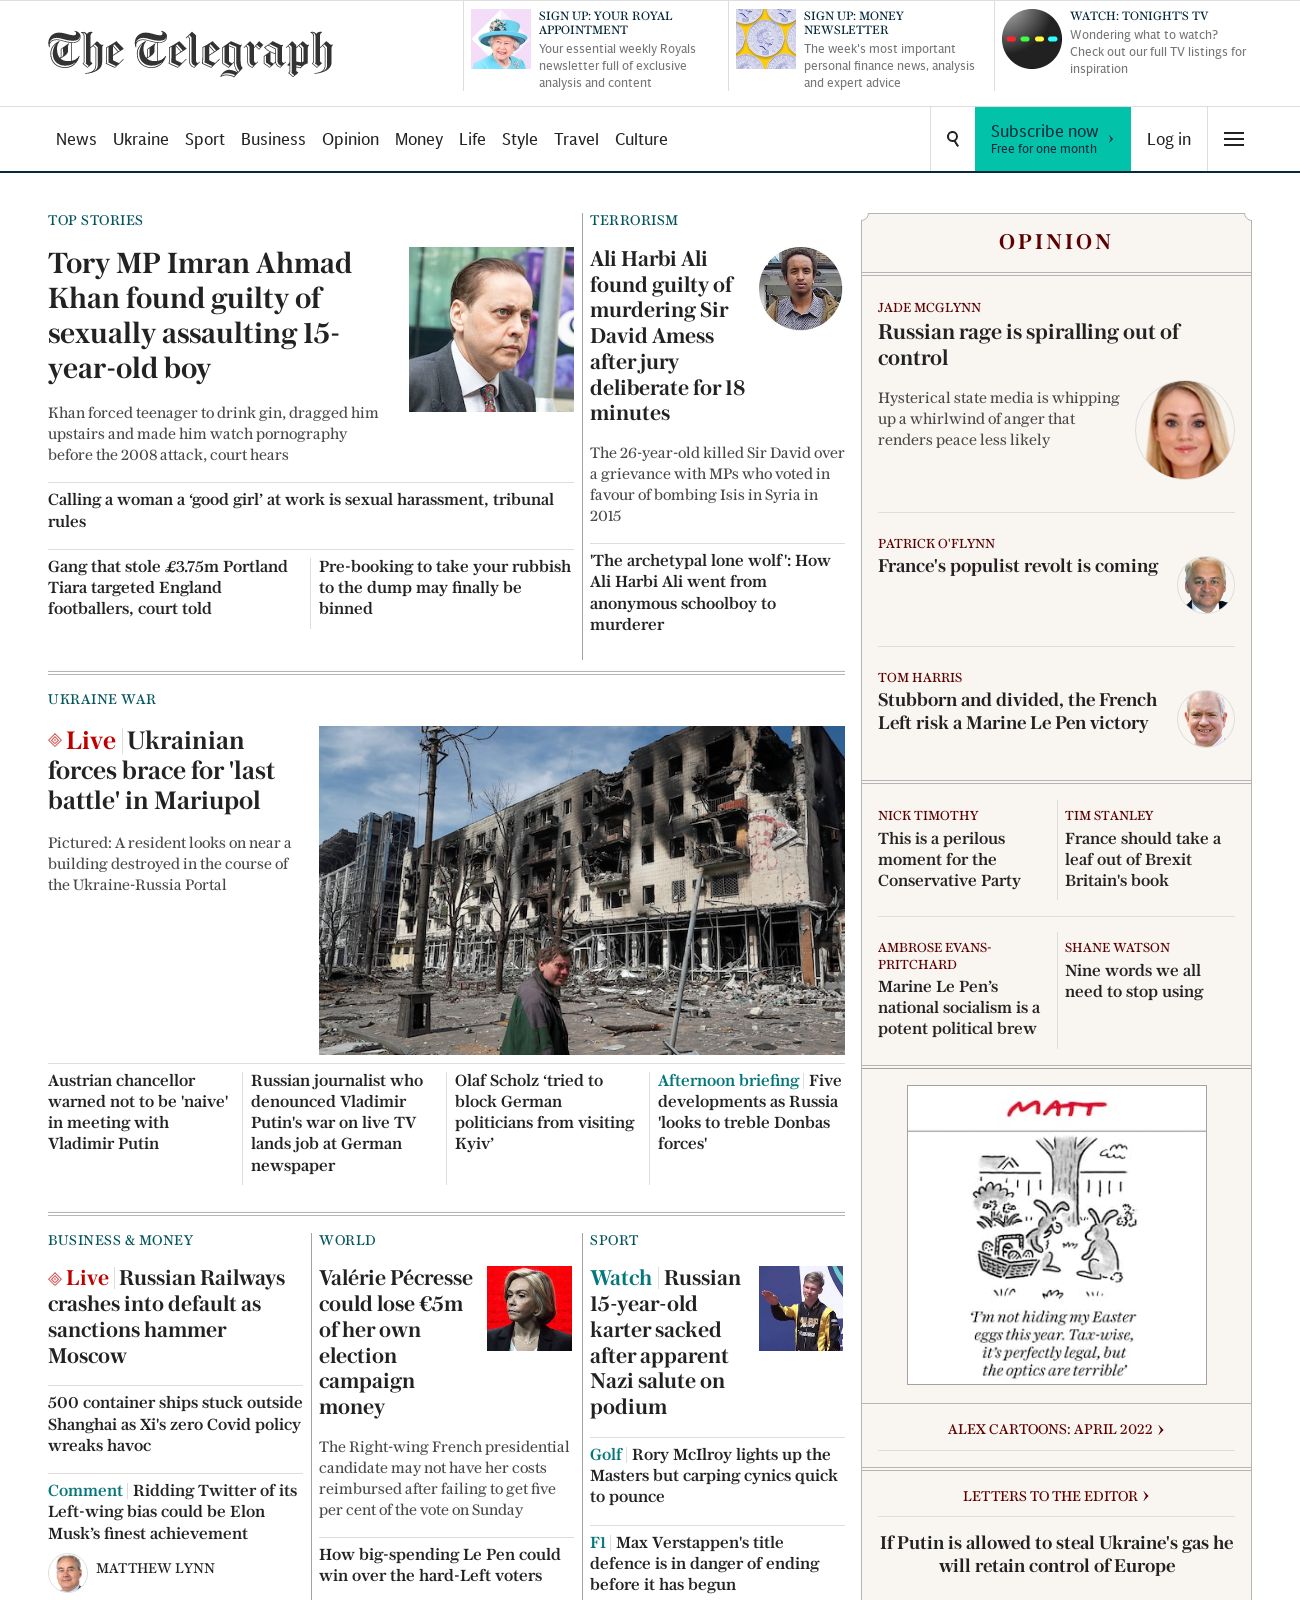 The Telegraph
SIGN UP: YOUR ROYAL
APPOINTMENT
Your essential weekly Royals
newsletter full of exclusive
analysis and content
SIGN UP: MONEY
NEWSLETTER
The week's most important
personal finance news, analysis
and expert advice
WATCH: TONIGHT'S TV
Wondering what to watch?
Check out our full TV listings for
inspiration
News Ukraine Sport Business Opinion Money Life Style Travel Culture
Subscribe now
Free for one month
Log in
TOP STORIES
Tory MP Imran Ahmad
Khan found guilty of
sexually assaulting 15-
year-old boy
Khan forced teenager to drink gin, dragged him
upstairs and made him watch pornography
before the 2008 attack, court hears
Calling a woman a ‘good girl’ at work is sexual harassment, tribunal
rules
Gang that stole £3.75m Portland
Tiara targeted England
footballers, court told
Pre-booking to take your rubbish
to the dump may finally be
binned
TERRORISM
Ali Harbi Ali
found guilty of
murdering Sir
David Amess
after jury
deliberate for 18
minutes
The 26-year-old killed Sir David over
a grievance with MPs who voted in
favour of bombing Isis in Syria in
2015
'The archetypal lone wolf': How
Ali Harbi Ali went from
anonymous schoolboy to
murderer
UKRAINE WAR
Live Ukrainian
forces brace for 'last
battle' in Mariupol
Pictured: A resident looks on near a
building destroyed in the course of
the Ukraine-Russia Portal
Austrian chancellor
warned not to be 'naive'
in meeting with
Vladimir Putin
Russian journalist who
denounced Vladimir
Putin's war on live TV
lands job at German
newspaper
Olaf Scholz ‘tried to
block German
politicians from visiting
Kyiv’
Afternoon briefing Five
developments as Russia
'looks to treble Donbas
forces'
BUSINESS & MONEY
Live Russian Railways
crashes into default as
sanctions hammer
Moscow
500 container ships stuck outside
Shanghai as Xi's zero Covid policy
wreaks havoc
Comment Ridding Twitter of its
Left-wing bias could be Elon
Musk’s finest achievement
MATTHEW LYNN
WORLD
Valérie Pécresse
could lose €5m
of her own
election
campaign
money
The Right-wing French presidential
candidate may not have her costs
reimbursed after failing to get five
per cent of the vote on Sunday
How big-spending Le Pen could
win over the hard-Left voters
SPORT
Watch Russian
15-year-old
karter sacked
after apparent
Nazi salute on
podium
Golf Rory McIlroy lights up the
Masters but carping cynics quick
to pounce
F1 Max Verstappen's title
defence is in danger of ending
before it has begun
OPINION
JADE MCGLYNN
Russian rage is spiralling out of
control
Hysterical state media is whipping
up a whirlwind of anger that
renders peace less likely
PATRICK O'FLYNN
France's populist revolt is coming
TOM HARRIS
Stubborn and divided, the French
Left risk a Marine Le Pen victory
NICK TIMOTHY
This is a perilous
moment for the
Conservative Party
TIM STANLEY
France should take a
leaf out of Brexit
Britain's book
AMBROSE EVANS-
PRITCHARD
Marine Le Pen’s
national socialism is a
potent political brew
SHANE WATSON
Nine words we all
need to stop using
MATT
‘I'm not hiding my Easter
eggs this year. Tax-wise,
it's perfectly legal, but
the optics are terrible’
ALEX CARTOONS: APRIL 2022
LETTERS TO THE EDITOR
If Putin is allowed to steal Ukraine's gas he
will retain control of Europe